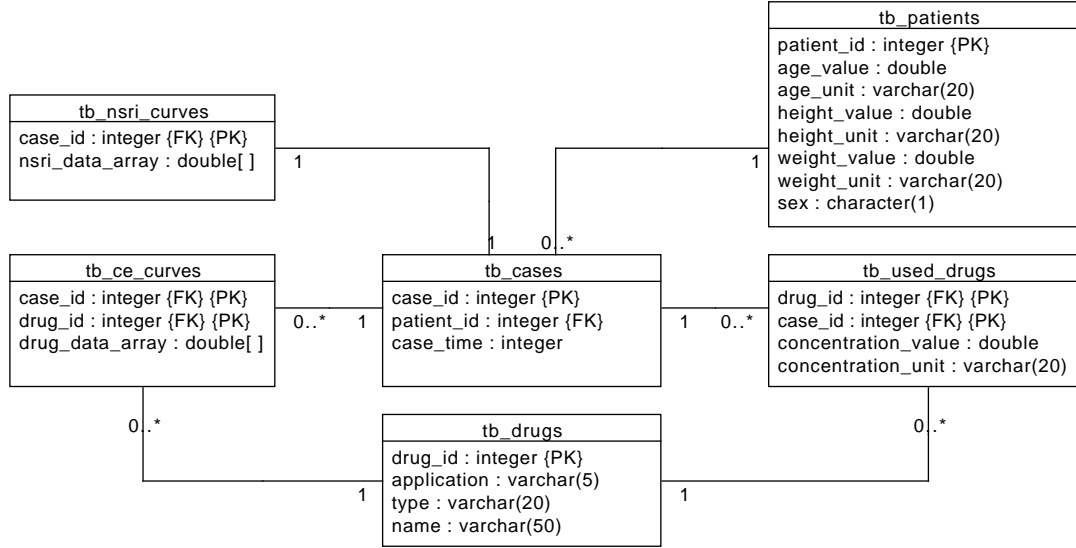 tb_patients
patient_id : integer {PK}
age_value : double
age_unit : varchar(20)
height_value : double
height_unit : varchar(20)
weight_value : double
weight_unit : varchar(20)
sex : character(1)
tb_nsri_curves
case_id : integer {FK} {PK}
nsri_data_array : double[ ]
1
1
1
0..*
tb_ce_curves
case_id : integer {FK} {PK}
drug_id : integer {FK} {PK}
drug_data_array : double[ ]
0..*
1
tb_cases
case_id : integer {PK}
patient_id : integer {FK}
case_time : integer
1
0..*
tb_used_drugs
drug_id : integer {FK} {PK}
case_id : integer {FK} {PK}
concentration_value : double
concentration_unit : varchar(20)
0..*
0..*
tb_drugs
drug_id : integer {PK}
application : varchar(5)
type : varchar(20)
name : varchar(50)
1
1